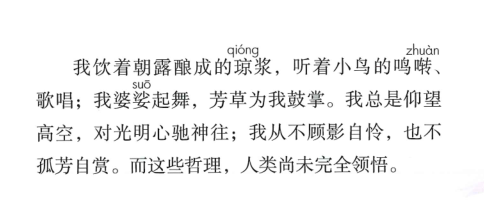 qióng zhuàn
我饮着朝露酿成的琼浆，听着小鸟的鸣啭、
suō
歌唱；我婆娑起舞，芳草为我鼓掌。我总是仰望
高空，对光明心驰神往；我从不顾影自怜，也不
孤芳自赏。而这些哲理，人类尚未完全领悟。